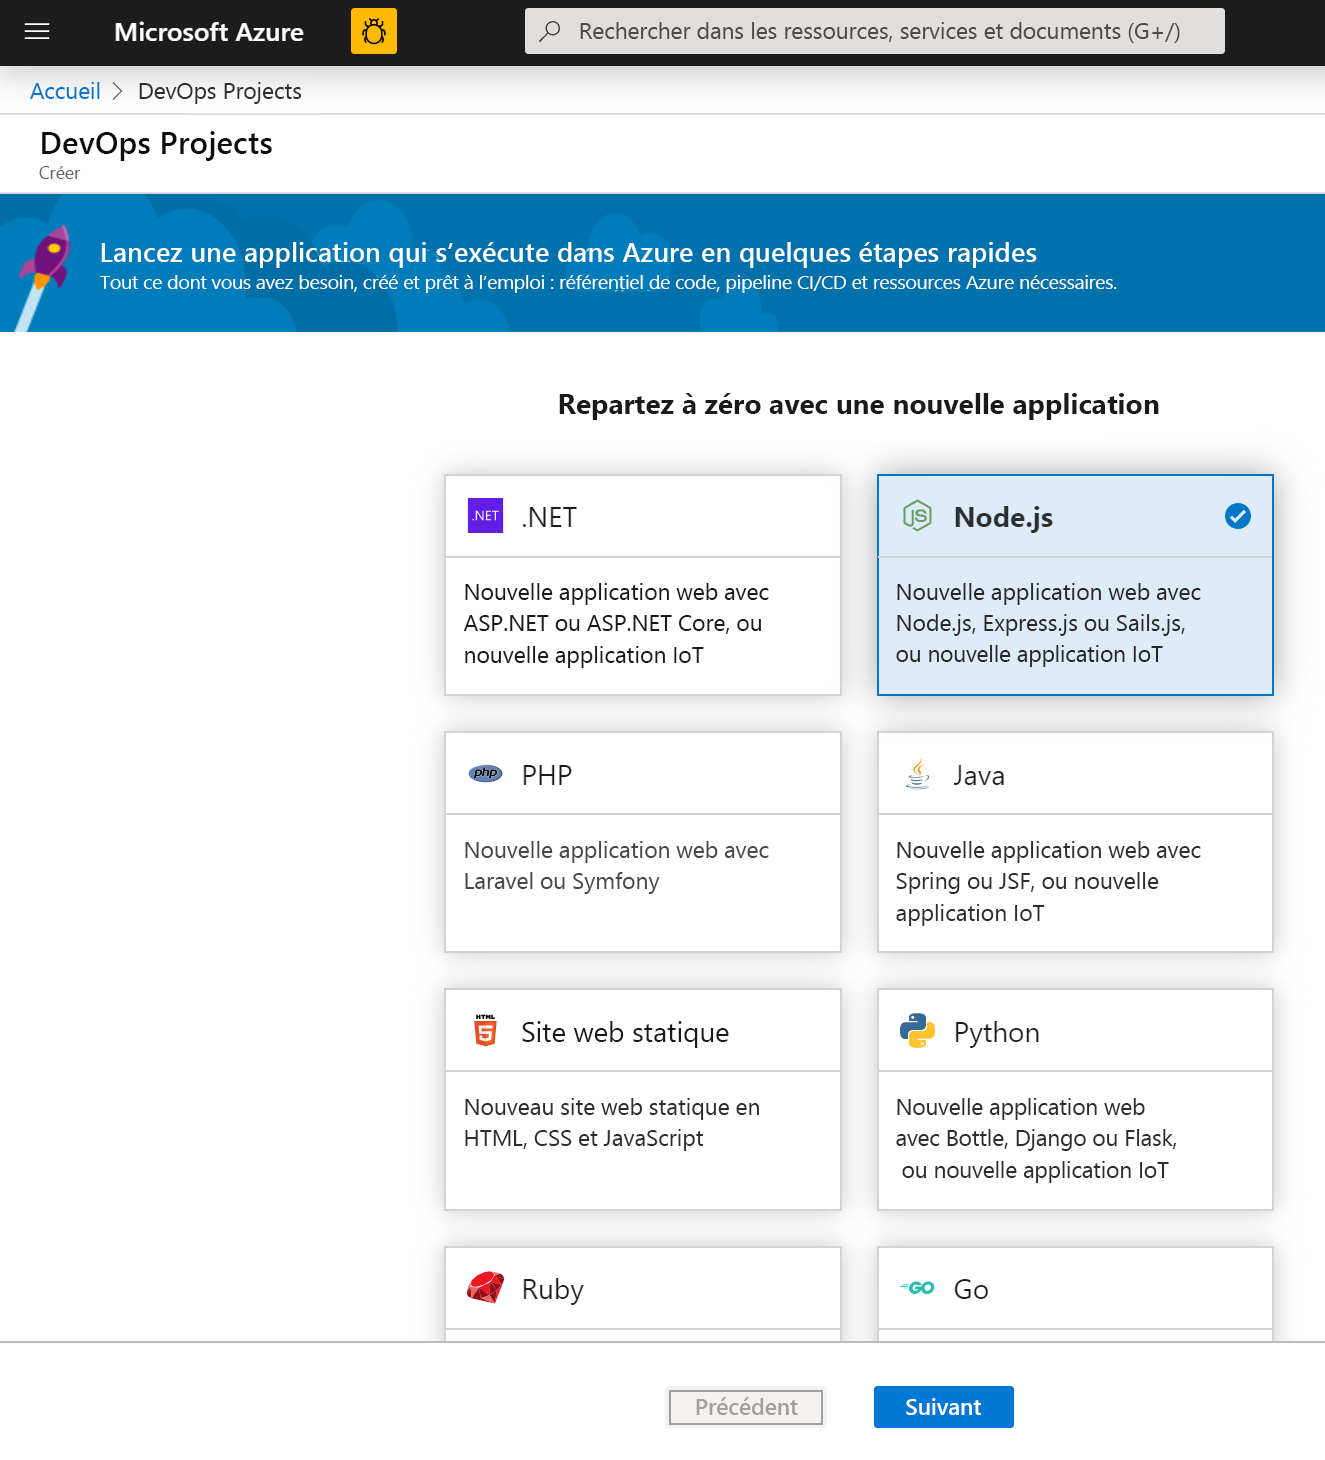 Microsoft Azure
Rechercher dans les ressources, services et documents (G+/)
Accueil > DevOps Projects
DevOps Projects
Créer
Lancez une application qui s’exécute dans Azure en quelques étapes rapides
Tout ce dont vous avez besoin, créé et prêt à l’emploi : référentiel de code, pipeline CI/CD et ressources Azure nécessaires.
Repartez à zéro avec une nouvelle application
.NET
.NET
Nouvelle application web avec
ASP.NET ou ASP.NET Core, ou
nouvelle application IoT
JS
Node.js
Nouvelle application web avec
Node.js, Express.js ou Sails.js,
ou nouvelle application IoT
php
PHP
Nouvelle application web avec
Laravel ou Symfony
Java
Nouvelle application web avec
Spring ou JSF, ou nouvelle
application IoT
HTML
5
Site web statique
Nouveau site web statique en
HTML, CSS et JavaScript
Python
Nouvelle application web
avec Bottle, Django ou Flask,
ou nouvelle application IoT
Ruby
GO
Go
Précédent
Suivant